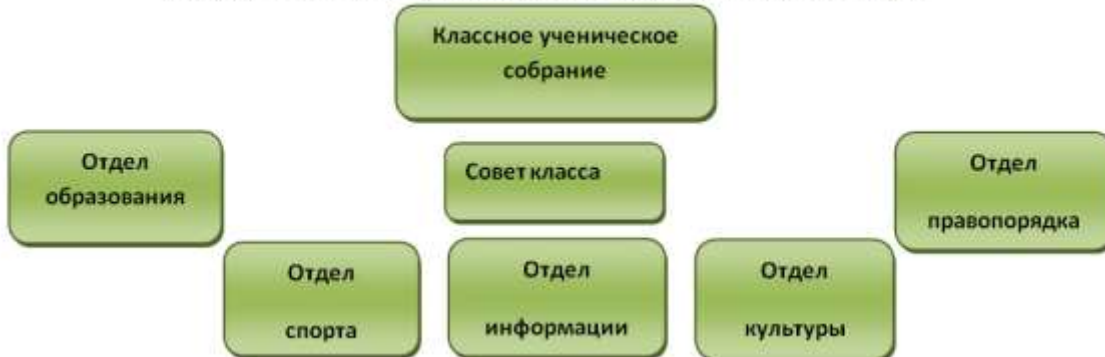 Классное ученическое
собрание
Отдел
образования
Совет класса
Отдел
правопорядка
Отдел
спорта
Отдел
информации
Отдел
культуры